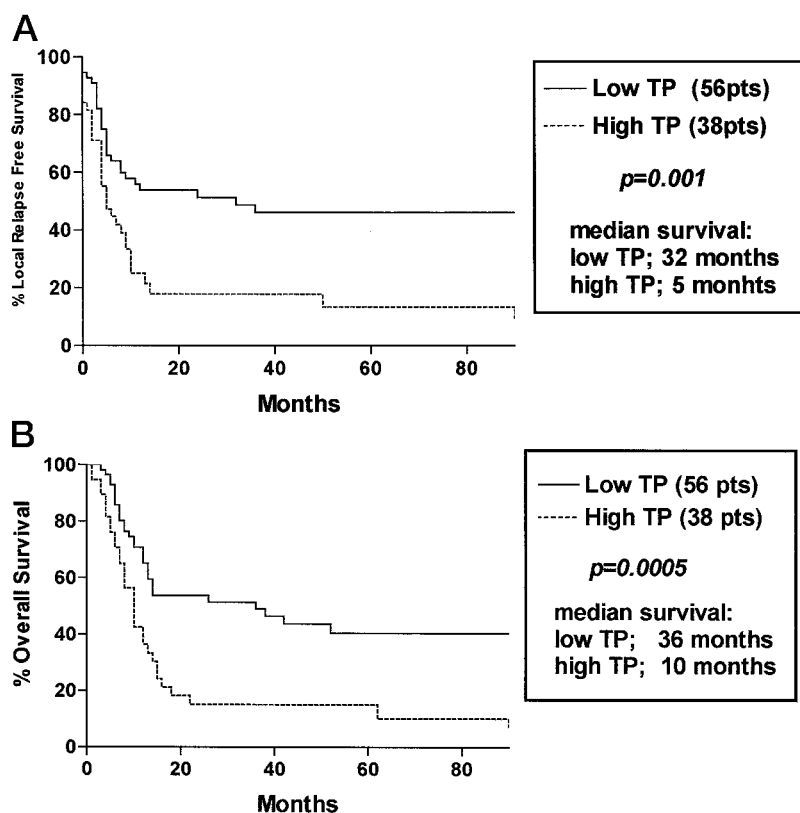 A
% Local Relapse Free Survival
100
80
60
40
20
0
0 20 40 60 80
Months
Low TP (56pts)
High TP (38pts)
p=0.001
median survival:
low TP; 32 months
high TP; 5 monhts
B
% Overall Survival
100
80
60
40
20
0
0 20 40 60 80
Months
Low TP (56 pts)
High TP (38 pts)
p=0.0005
median survival:
low TP; 36 months
high TP; 10 months